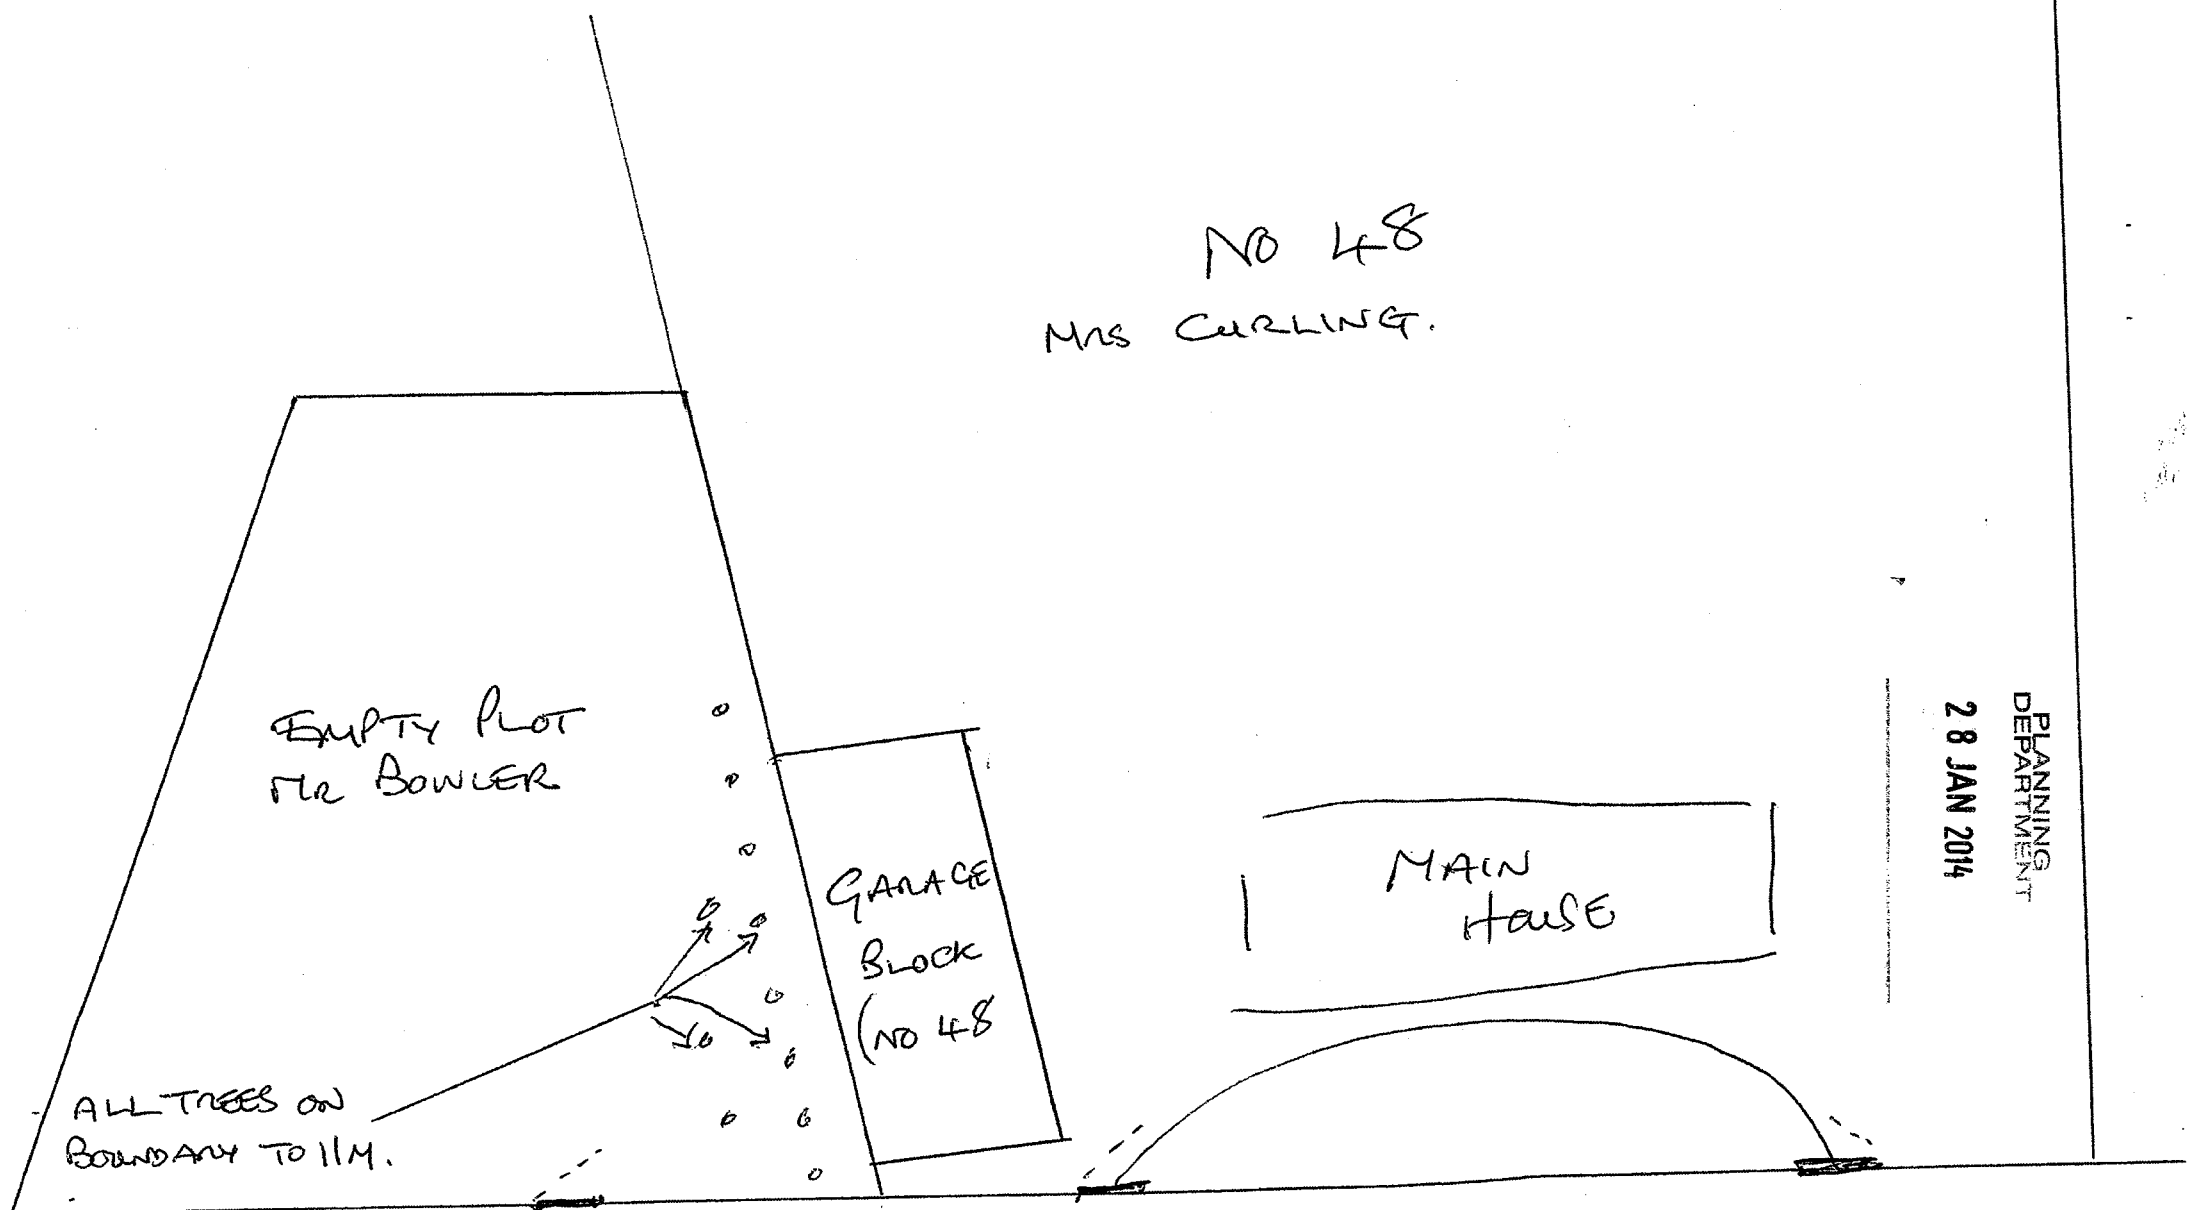 No 48
Mrs CURLING.
EMPTY PLOT
Mr BOWLER
GARAGE
BLOCK
(NO 48
MAIN
HOUSE
ALL TREES ON
BOUNDARY TO 11M.
PLANNING
DEPARTMENT
28 JAN 2014